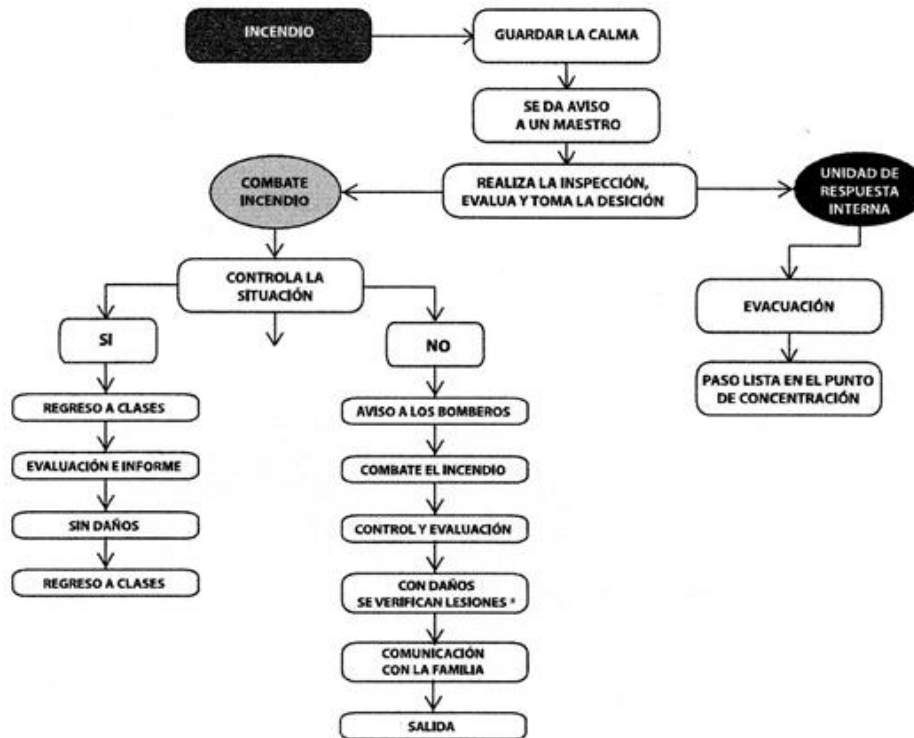 INCENDIO
GUARDAR LA CALMA
SE DA AVISO
A UN MAESTRO
REALIZA LA INSPECCIÓN,
EVALUA Y TOMA LA DESICIÓN
COMBATE
INCENDIO
UNIDAD DE
RESPUESTA
INTERNA
CONTROLA LA
SITUACIÓN
EVACUACIÓN
PASO LISTA EN EL PUNTO
DE CONCENTRACIÓN
SI
REGRESO A CLASES
EVALUACIÓN E INFORME
SIN DAÑOS
REGRESO A CLASES
NO
AVISO A LOS BOMBEROS
COMBATE EL INCENDIO
CONTROL Y EVALUACIÓN
CON DAÑOS
SE VERIFICAN LESIONES *
COMUNICACIÓN
CON LA FAMILIA
SALIDA